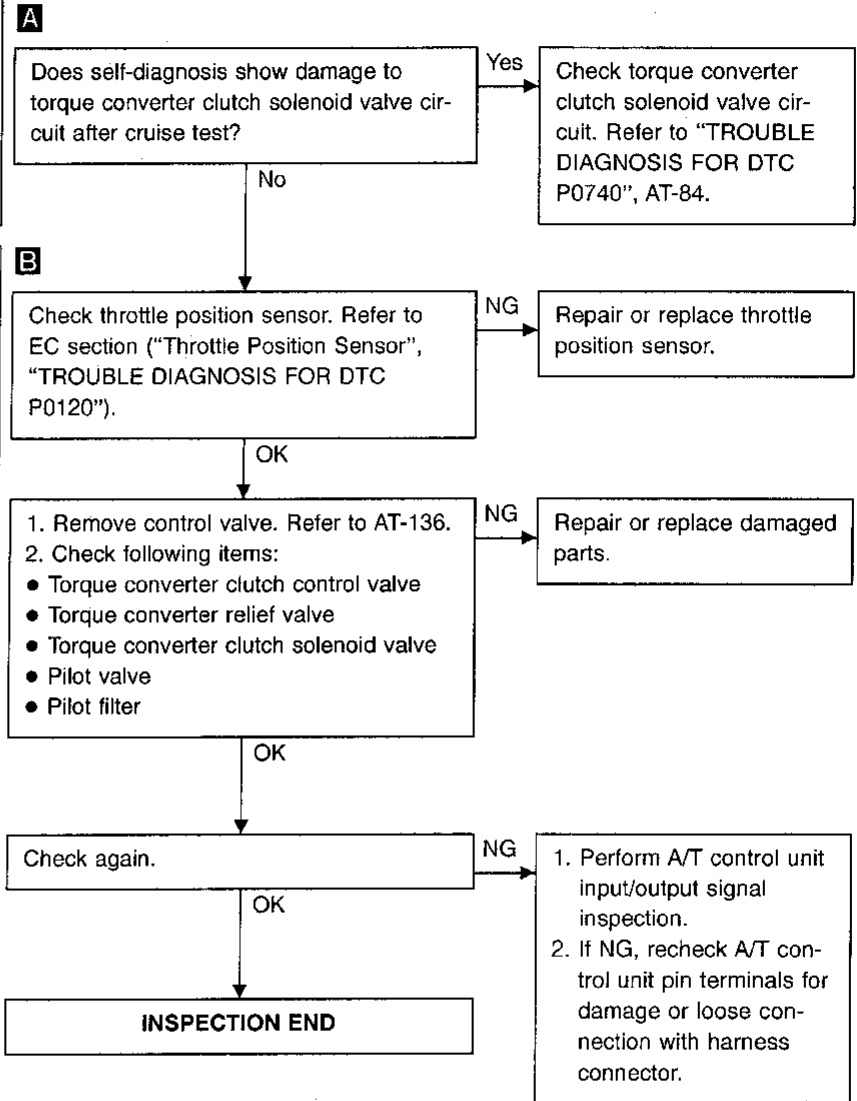 A
Does self-diagnosis show damage to
torque converter clutch solenoid valve cir-
cuit after cruise test?
Yes
Check torque converter
clutch solenoid valve cir-
cuit. Refer to “TROUBLE
DIAGNOSIS FOR DTC
P0740”, AT-84.
No
B
Check throttle position sensor. Refer to
EC section (“Throttle Position Sensor”,
“TROUBLE DIAGNOSIS FOR DTC
P0120”).
NG
Repair or replace throttle
position sensor.
OK
1. Remove control valve. Refer to AT-136.
2. Check following items:
● Torque converter clutch control valve
● Torque converter relief valve
● Torque converter clutch solenoid valve
● Pilot valve
● Pilot filter
NG
Repair or replace damaged
parts.
OK
Check again.
NG
1. Perform A/T control unit
input/output signal
inspection.
2. If NG, recheck A/T con-
trol unit pin terminals for
damage or loose con-
nection with harness
connector.
OK
INSPECTION END